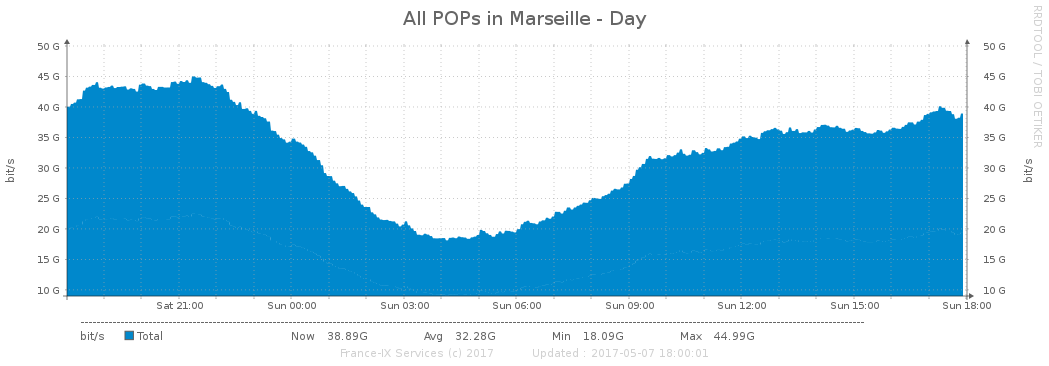 All POPs in Marseille - Day
RRDTOOL / TOBI OETIKER
50 G 50 G
45 G 45 G
40 G 40 G
35 G 35 G
30 G 30 G
25 G 25 G
20 G 20 G
15 G 15 G
10 G 10 G
bit/s bit/s
Sat 21:00 Sun 00:00 Sun 03:00 Sun 06:00 Sun 09:00 Sun 12:00 Sun 15:00 Sun 18:00
bit/s Total Now 38.89G Avg 32.28G Min 18.09G Max 44.99G
France-IX Services (c) 2017 Updated : 2017-05-07 18:00:01